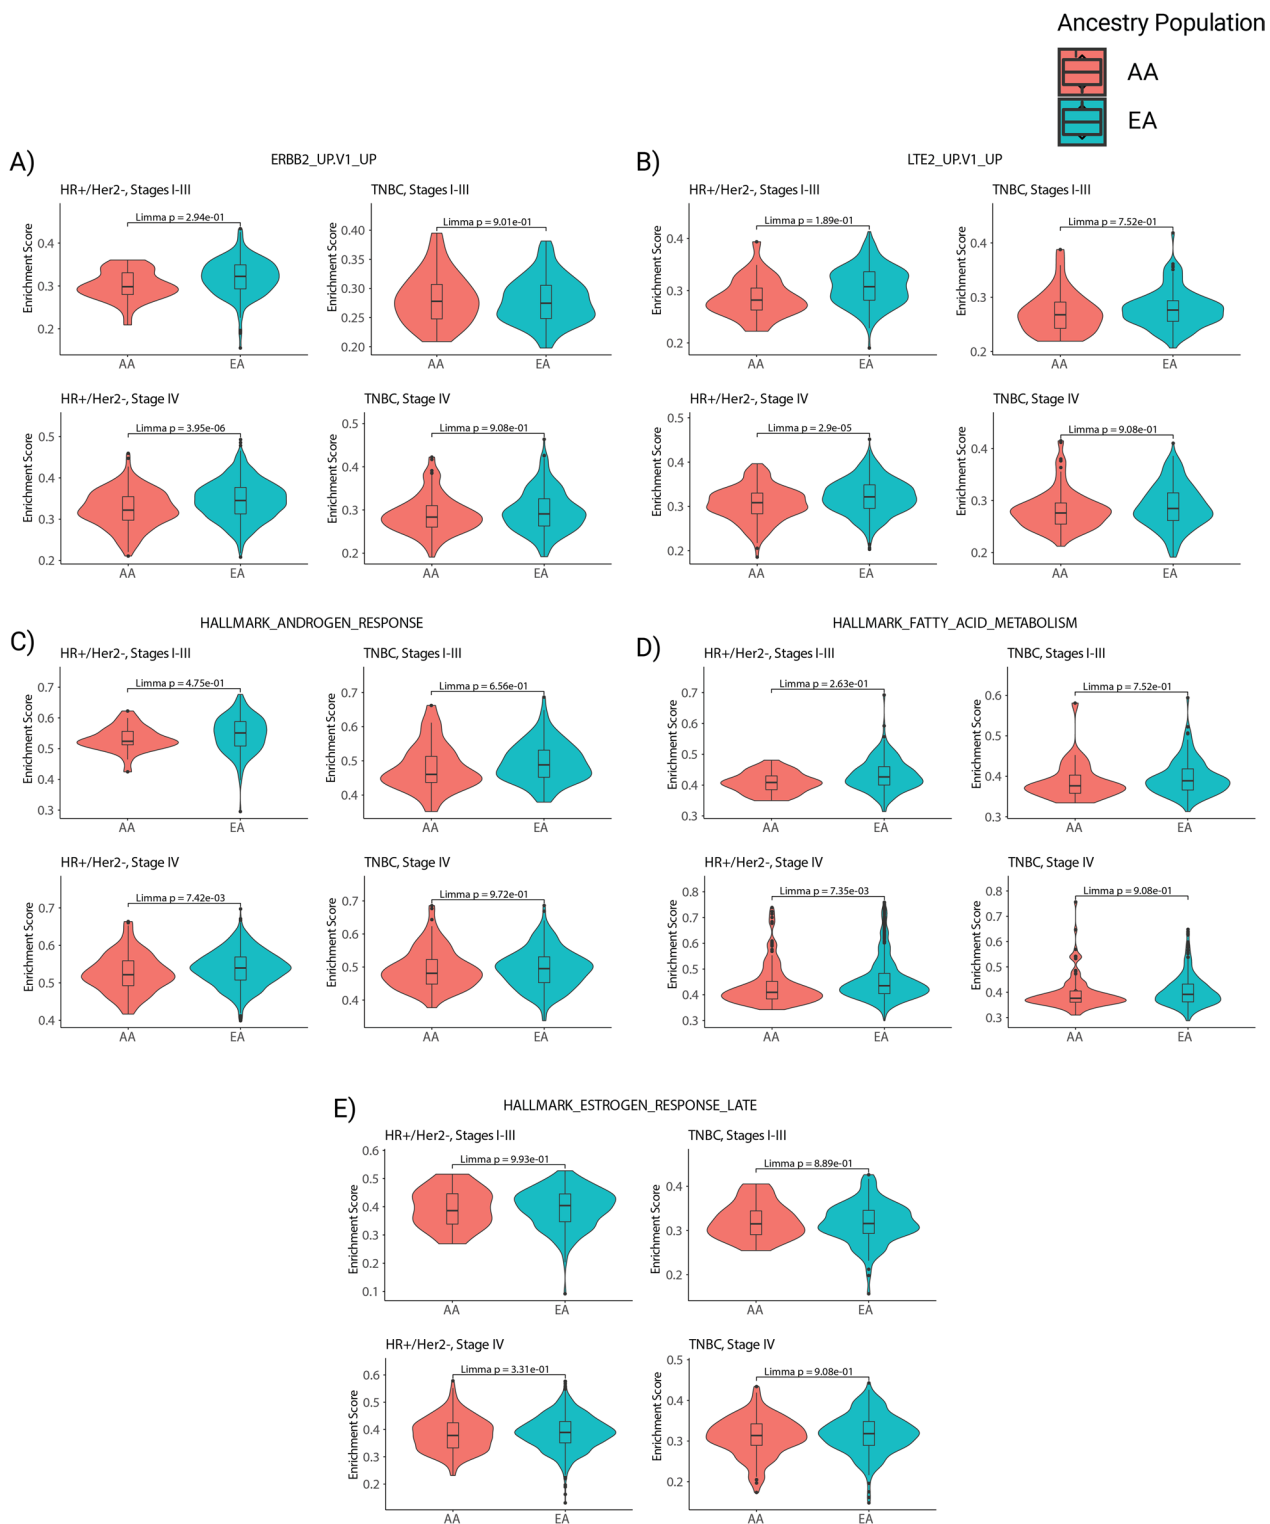 Ancestry Population
AA
EA
A)
ERBB2_UP.V1_UP
HR+/Her2-, Stages I-III
Enrichment Score
0.4
0.3
0.2
Limma p = 2.94e-01
AA
EA
TNBC, Stages I-III
Enrichment Score
0.40
0.35
0.30
0.25
0.20
Limma p = 9.01e-01
AA
EA
HR+/Her2-, Stage IV
Enrichment Score
0.5
0.4
0.3
0.2
Limma p = 3.95e-06
AA
EA
TNBC, Stage IV
Enrichment Score
0.5
0.4
0.3
0.2
Limma p = 9.08e-01
AA
EA
B)
LTE2_UP.V1_UP
HR+/Her2-, Stages I-III
Enrichment Score
0.4
0.3
0.2
Limma p = 1.89e-01
AA
EA
TNBC, Stages I-III
Enrichment Score
0.4
0.3
0.2
Limma p = 7.52e-01
AA
EA
HR+/Her2-, Stage IV
Enrichment Score
0.5
0.4
0.3
0.2
Limma p = 2.9e-05
AA
EA
TNBC, Stage IV
Enrichment Score
0.4
0.3
0.2
Limma p = 9.08e-01
AA
EA
C)
HALLMARK_ANDROGEN_RESPONSE
HR+/Her2-, Stages I-III
Enrichment Score
0.7
0.6
0.5
0.4
0.3
Limma p = 4.75e-01
AA
EA
TNBC, Stages I-III
Enrichment Score
0.7
0.6
0.5
0.4
Limma p = 6.56e-01
AA
EA
HR+/Her2-, Stage IV
Enrichment Score
0.7
0.6
0.5
0.4
Limma p = 7.42e-03
AA
EA
TNBC, Stage IV
Enrichment Score
0.7
0.6
0.5
0.4
Limma p = 9.72e-01
AA
EA
D)
HALLMARK_FATTY_ACID_METABOLISM
HR+/Her2-, Stages I-III
Enrichment Score
0.7
0.6
0.5
0.4
0.3
Limma p = 2.63e-01
AA
EA
TNBC, Stages I-III
Enrichment Score
0.6
0.5
0.4
0.3
Limma p = 7.52e-01
AA
EA
HR+/Her2-, Stage IV
Enrichment Score
0.8
0.7
0.6
0.5
0.4
0.3
Limma p = 7.35e-03
AA
EA
TNBC, Stage IV
Enrichment Score
0.8
0.7
0.6
0.5
0.4
0.3
Limma p = 9.08e-01
AA
EA
E)
HALLMARK_ESTROGEN_RESPONSE_LATE
HR+/Her2-, Stages I-III
Enrichment Score
0.6
0.5
0.4
0.3
0.2
0.1
Limma p = 9.93e-01
AA
EA
TNBC, Stages I-III
Enrichment Score
0.4
0.3
0.2
Limma p = 8.89e-01
AA
EA
HR+/Her2-, Stage IV
Enrichment Score
0.6
0.5
0.4
0.3
0.2
Limma p = 3.31e-01
AA
EA
TNBC, Stage IV
Enrichment Score
0.5
0.4
0.3
0.2
Limma p = 9.08e-01
AA
EA